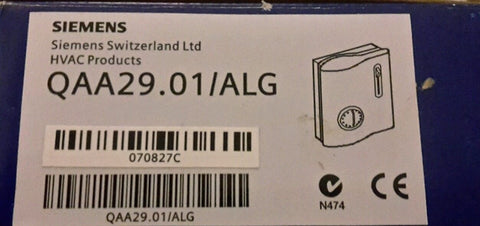 SIEMENS
Siemens Switzerland Ltd
HVAC Products
QAA29.01/ALG
070827C
QAA29.01/ALG
N474
CE